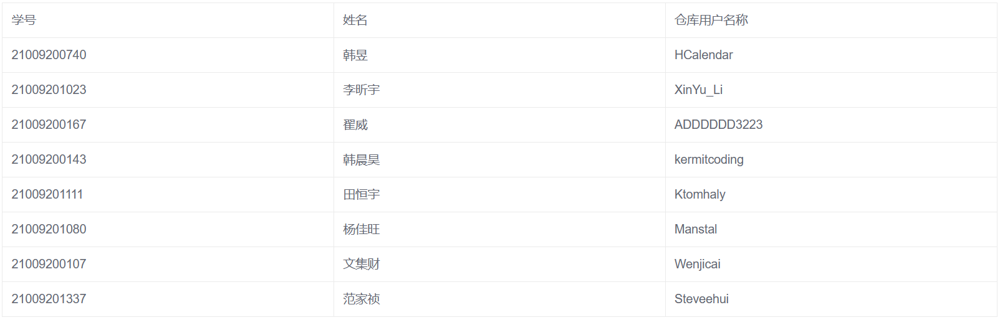 学号 姓名 仓库用户名称
21009200740 韩昱 HCalendar
21009201023 李昕宇 XinYu_Li
21009200167 翟威 ADDDDDD3223
21009200143 韩晨昊 kermitcoding
21009201111 田恒宇 Ktomhaly
21009201080 杨佳旺 Manstal
21009200107 文集财 Wenjicai
21009201337 范家祯 Steveehui